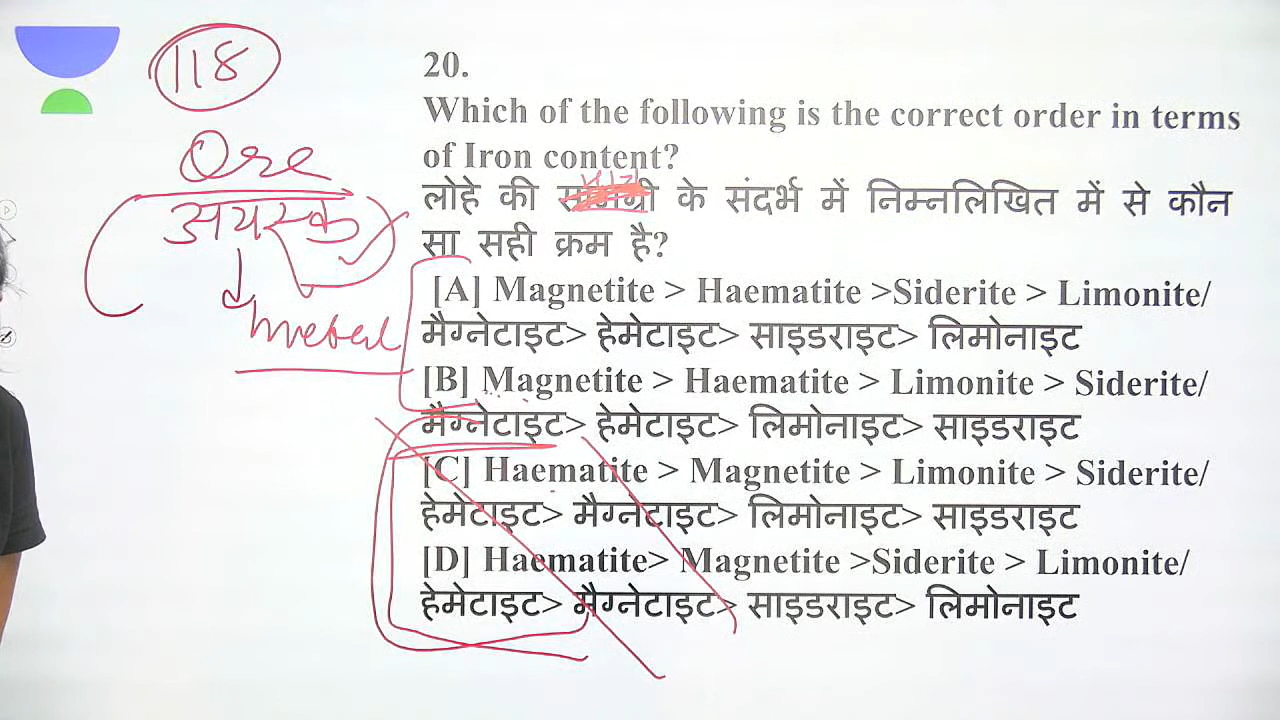 118
Ore
अयस्क
metal
20.
Which of the following is the correct order in terms
of Iron content?
लोहे की के संदर्भ में निम्नलिखित में से कौन
सा सही क्रम है?
[A] Magnetite > Haematite >Siderite > Limonite/
मैग्नेटाइट> हेमेटाइट> साइडराइट> लिमोनाइट
[B] Magnetite > Haematite > Limonite > Siderite/
मैग्नेटाइट> हेमेटाइट> लिमोनाइट> साइडराइट
[C] Haematite > Magnetite > Limonite > Siderite/
हेमेटाइट> मैग्नेटाइट> लिमोनाइट> साइडराइट
[D] Haematite> Magnetite >Siderite > Limonite/
हेमेटाइट> मैग्नेटाइट> साइडराइट> लिमोनाइट